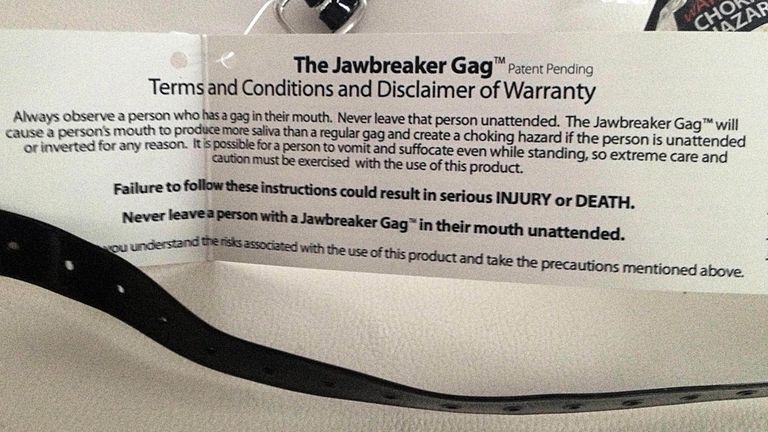 WARNING
CHOKING
HAZARD
The Jawbreaker Gag™ Patent Pending
Terms and Conditions and Disclaimer of Warranty
Always observe a person who has a gag in their mouth. Never leave that person unattended. The Jawbreaker Gag™ will
cause a person's mouth to produce more saliva than a regular gag and create a choking hazard if the person is unattended
or inverted for any reason. It is possible for a person to vomit and suffocate even while standing, so extreme care and
caution must be exercised with the use of this product.
Failure to follow these instructions could result in serious INJURY or DEATH.
Never leave a person with a Jawbreaker Gag™ in their mouth unattended.
you understand the risks associated with the use of this product and take the precautions mentioned above.